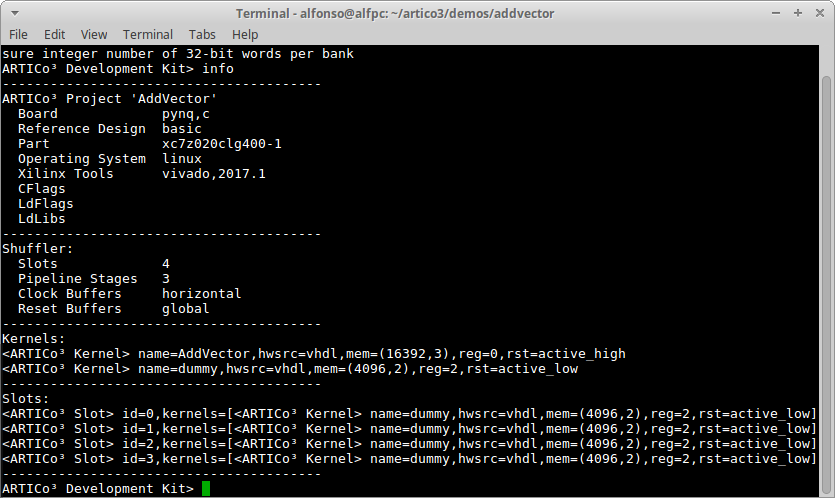 Terminal - alfonso@alfpc: ~/artico3/demos/addvector
File Edit View Terminal Tabs Help
sure integer number of 32-bit words per bank
ARTICo³ Development Kit> info
----------------------------------------
ARTICo³ Project 'AddVector'
  Board             pynq,c
  Reference Design  basic
  Part              xc7z020clg400-1
  Operating System  linux
  Xilinx Tools      vivado,2017.1
  CFlags
  LdFlags
  LdLibs
----------------------------------------
Shuffler:
  Slots             4
  Pipeline Stages   3
  Clock Buffers     horizontal
  Reset Buffers     global
----------------------------------------
Kernels:
<ARTICo³ Kernel> name=AddVector,hwsrc=vhdl,mem=(16392,3),reg=0,rst=active_high
<ARTICo³ Kernel> name=dummy,hwsrc=vhdl,mem=(4096,2),reg=2,rst=active_low
----------------------------------------
Slots:
<ARTICo³ Slot> id=0,kernels=[<ARTICo³ Kernel> name=dummy,hwsrc=vhdl,mem=(4096,2),reg=2,rst=active_low]
<ARTICo³ Slot> id=1,kernels=[<ARTICo³ Kernel> name=dummy,hwsrc=vhdl,mem=(4096,2),reg=2,rst=active_low]
<ARTICo³ Slot> id=2,kernels=[<ARTICo³ Kernel> name=dummy,hwsrc=vhdl,mem=(4096,2),reg=2,rst=active_low]
<ARTICo³ Slot> id=3,kernels=[<ARTICo³ Kernel> name=dummy,hwsrc=vhdl,mem=(4096,2),reg=2,rst=active_low]
----------------------------------------
ARTICo³ Development Kit>